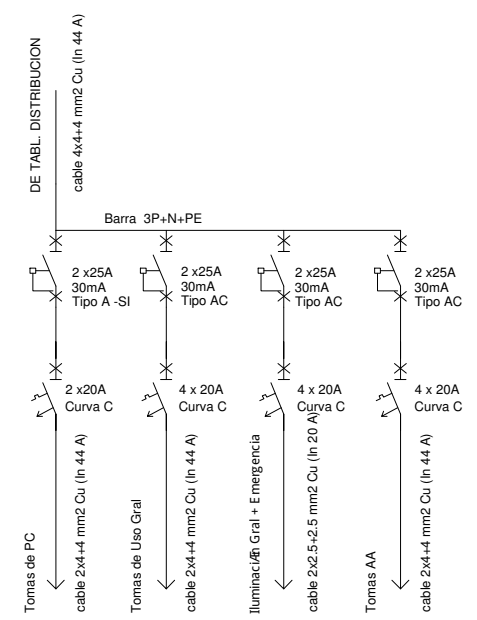 DE TABL. DISTRIBUCION
cable 4x4+4 mm2 Cu (In 44 A)
Barra 3P+N+PE
2 x25A
30mA
Tipo A -SI
2 x25A
30mA
Tipo AC
2 x25A
30mA
Tipo AC
2 x25A
30mA
Tipo AC
2 x20A
Curva C
4 x 20A
Curva C
4 x 20A
Curva C
4 x 20A
Curva C
Tomas de PC
cable 2x4+4 mm2 Cu (In 44 A)
Tomas de Uso Gral
cable 2x4+4 mm2 Cu (In 44 A)
Gral + Emergencia
cable 2x2.5+2.5 mm2 Cu (In 20 A)
Tomas AA
cable 2x4+4 mm2 Cu (In 44 A)